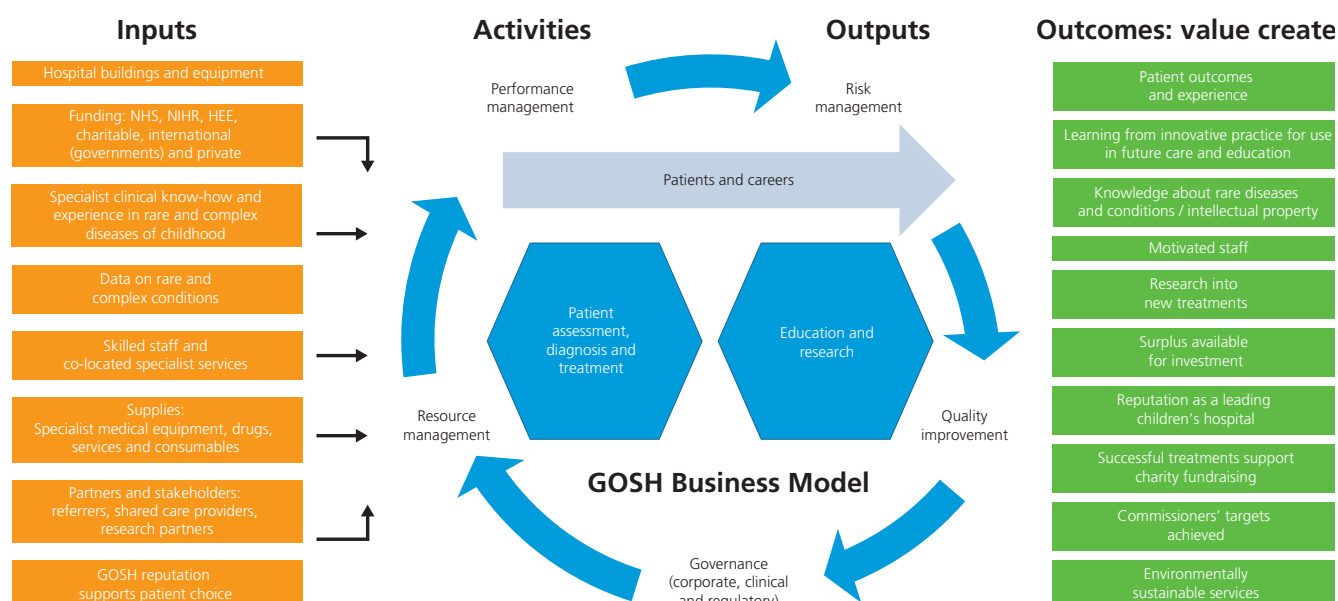 Inputs
Activities
Outputs
Outcomes: value create
Hospital buildings and equipment
Funding: NHS, NIHR, HEE,
charitable, international
(governments) and private
Specialist clinical know-how and
experience in rare and complex
diseases of childhood
Data on rare and
complex conditions
Skilled staff and
co-located specialist services
Supplies:
Specialist medical equipment, drugs,
services and consumables
Partners and stakeholders:
referrers, shared care providers,
research partners
GOSH reputation
supports patient choice
Performance
management
Risk
management
Patients and careers
Patient
assessment,
diagnosis and
treatment
Education and
research
Resource
management
Quality
improvement
GOSH Business Model
Governance
(corporate, clinical
and regulatory)
Patient outcomes
and experience
Learning from innovative practice for use
in future care and education
Knowledge about rare diseases
and conditions / intellectual property
Motivated staff
Research into
new treatments
Surplus available
for investment
Reputation as a leading
children's hospital
Successful treatments support
charity fundraising
Commissioners' targets
achieved
Environmentally
sustainable services